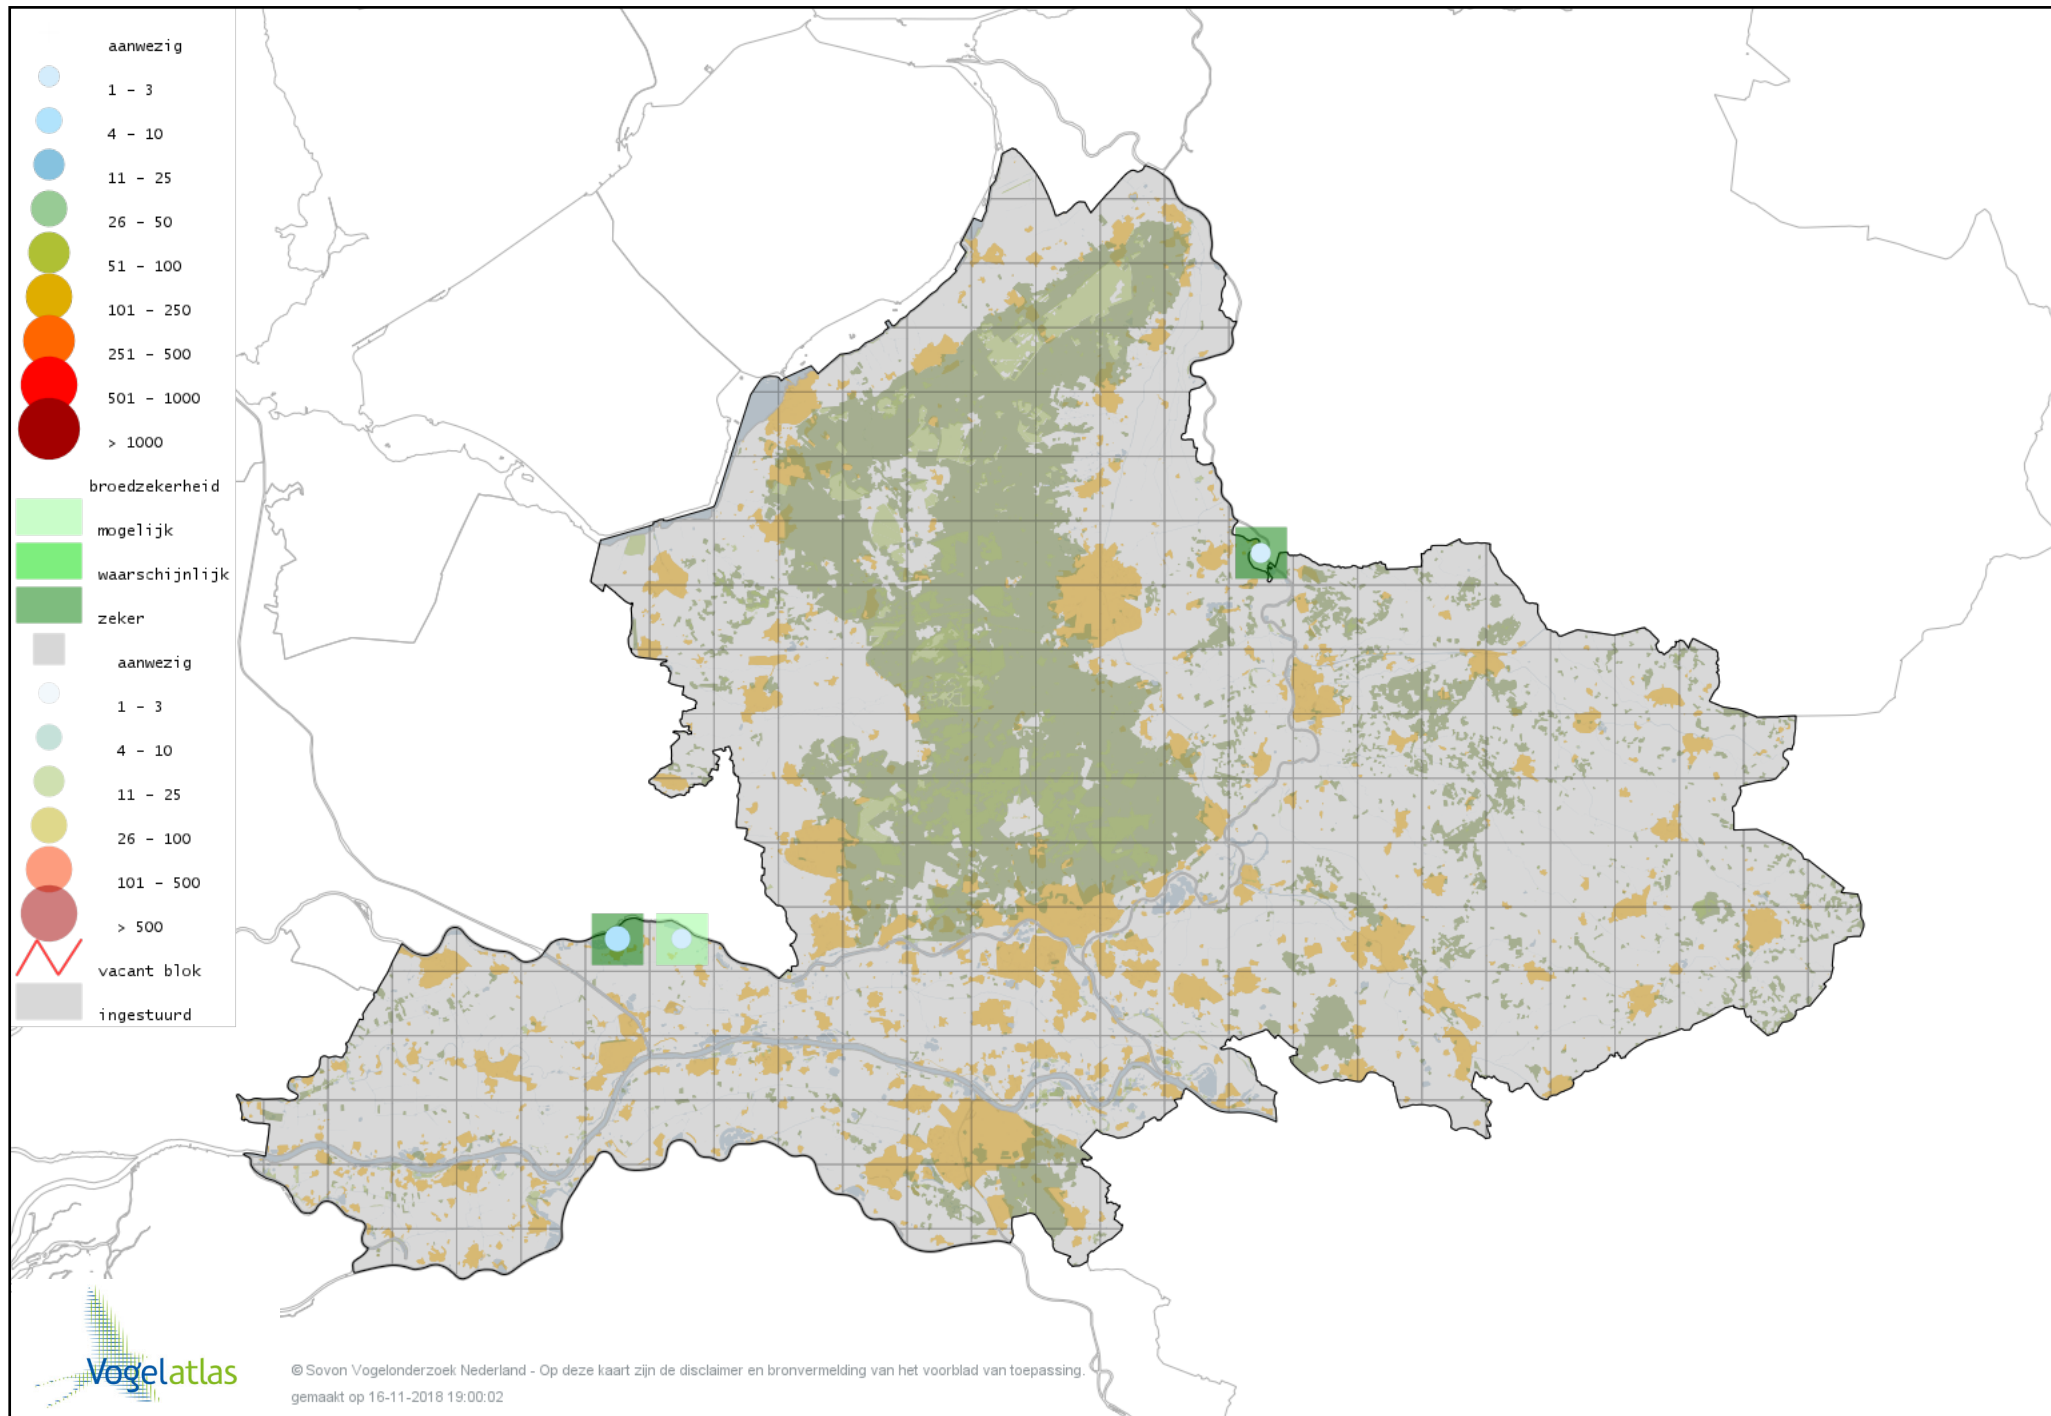 aanwezig
1 - 3
4 - 10
11 - 25
26 - 50
51 - 100
101 - 250
251 - 500
501 - 1000
> 1000
broedzekerheid
mogelijk
waarschijnlijk
zeker
aanwezig
1 - 3
4 - 10
11 - 25
26 - 100
101 - 500
> 500
vacant blok
ingestuurd
Vogelatlas
© Sovon Vogelonderzoek Nederland - Op deze kaart zijn de disclaimer en bronvermelding van het voorblad van toepassing.
gemaakt op 16-11-2018 19:00:02